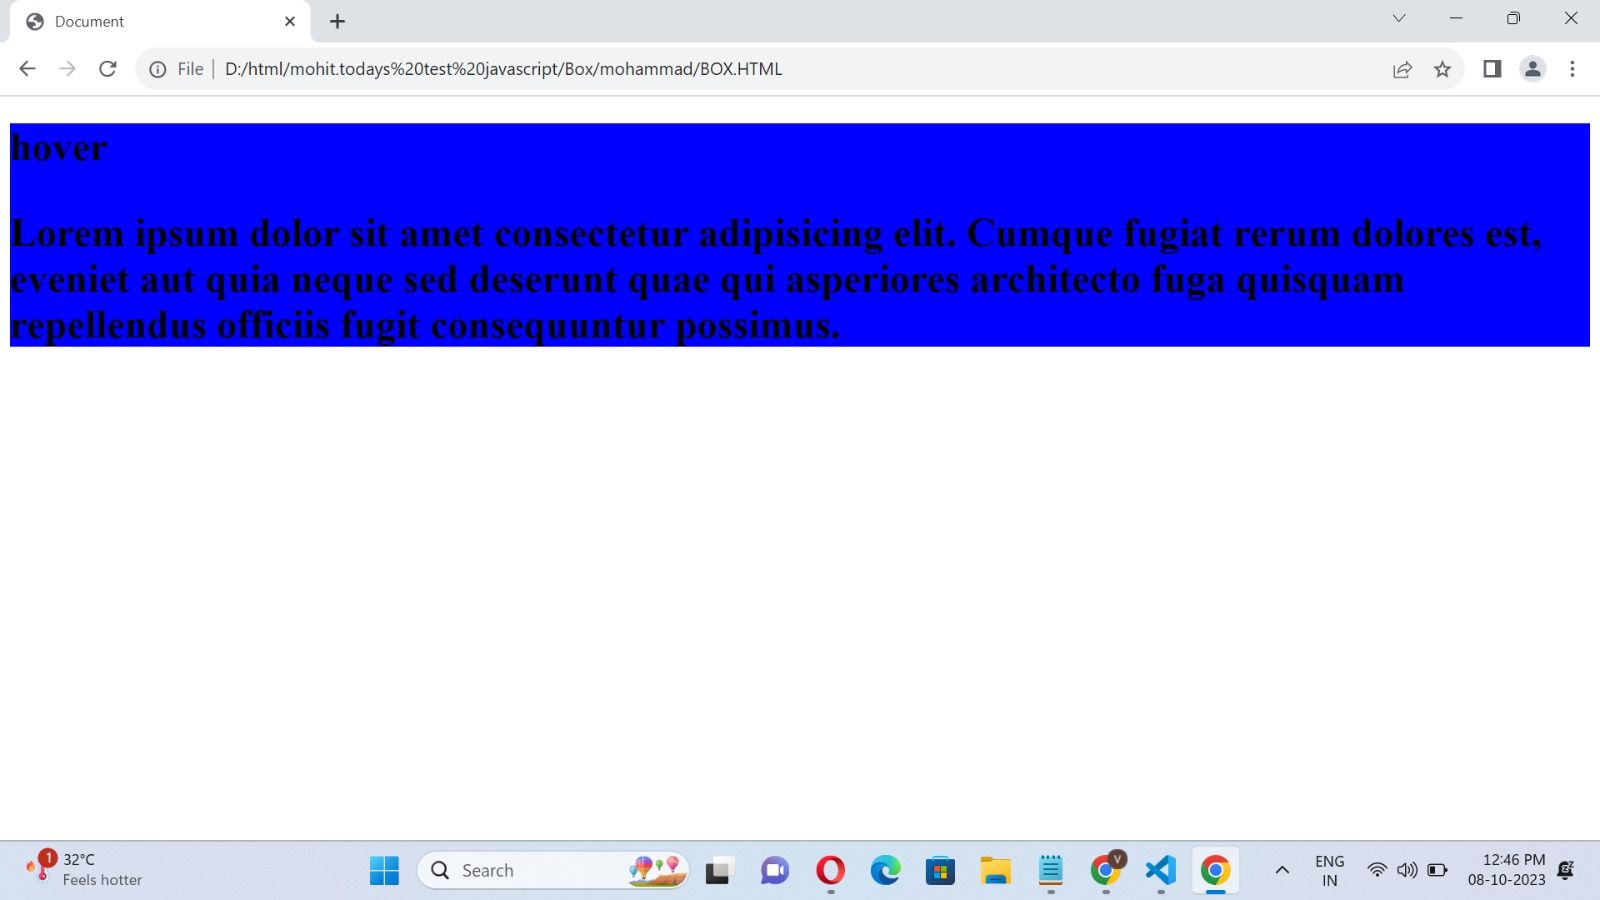 Document
File
D:/html/mohit.todays%20test%20javascript/Box/mohammad/BOX.HTML
hover
Lorem ipsum dolor sit amet consectetur adipisicing elit. Cumque fugiat rerum dolores est,
eveniet aut quia neque sed deserunt quae qui asperiores architecto fuga quisquam
repellendus officiis fugit consequuntur possimus.
1
32°C
Feels hotter
Search
V
ENG
IN
12:46 PM
08-10-2023